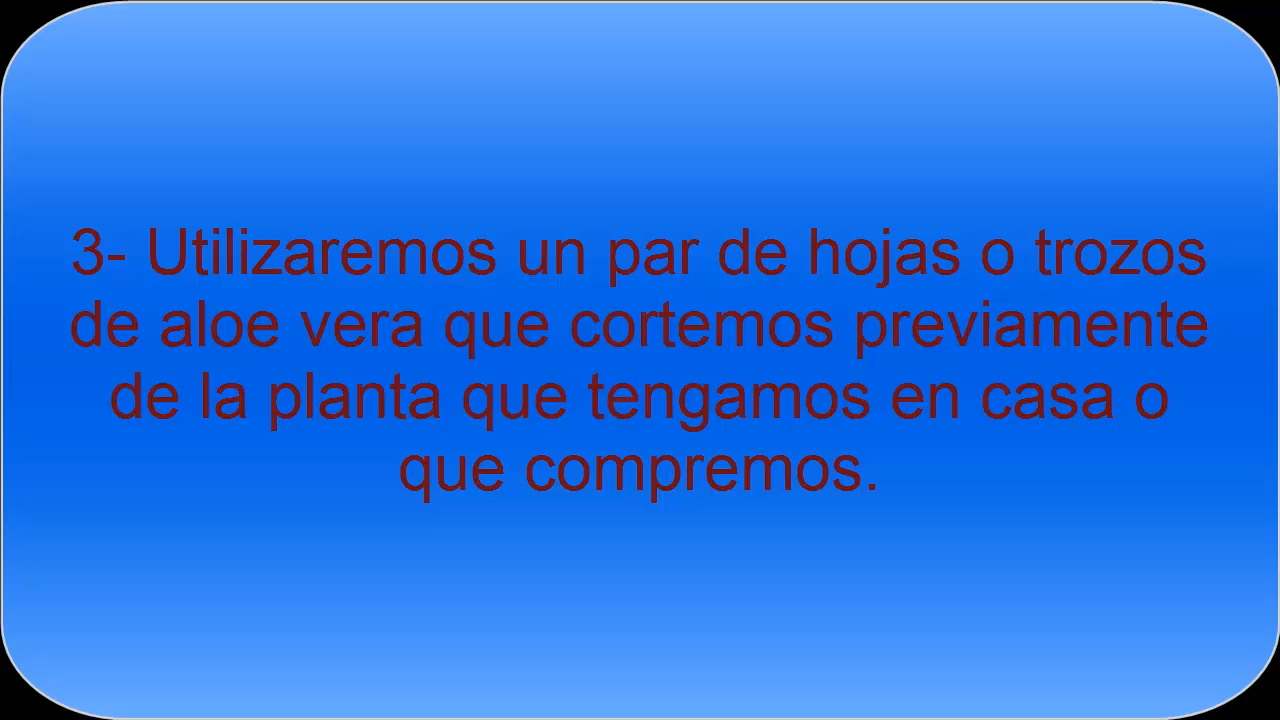 3- Utilizaremos un par de hojas o trozos
de aloe vera que cortemos previamente
de la planta que tengamos en casa o
que compremos.